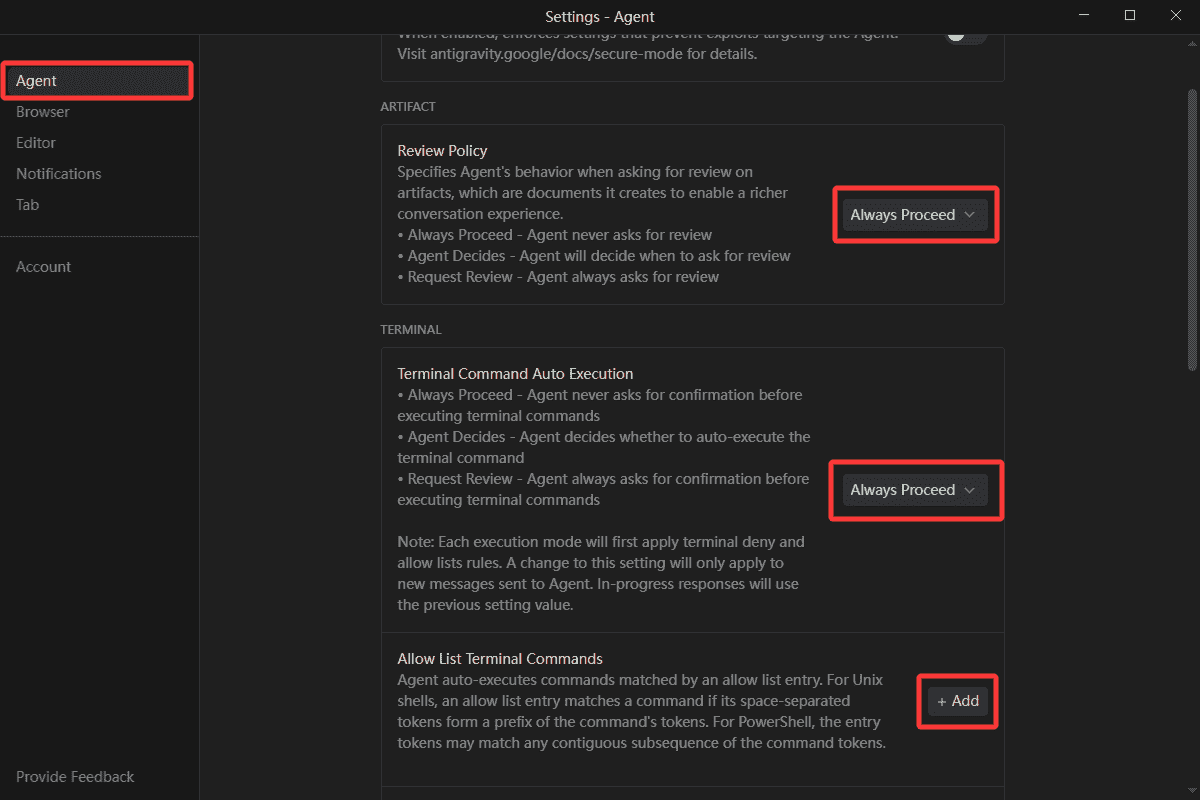 Settings - Agent
When enabled, enforces settings that prevent exploits targeting the Agent.
Visit antigravity.google/docs/secure-mode for details.
Agent
Browser
Editor
Notifications
Tab
Account
Provide Feedback
ARTIFACT
Review Policy
Specifies Agent's behavior when asking for review on
artifacts, which are documents it creates to enable a richer
conversation experience.
• Always Proceed - Agent never asks for review
• Agent Decides - Agent will decide when to ask for review
• Request Review - Agent always asks for review
Always Proceed
TERMINAL
Terminal Command Auto Execution
• Always Proceed - Agent never asks for confirmation before
executing terminal commands
• Agent Decides - Agent decides whether to auto-execute the
terminal command
• Request Review - Agent always asks for confirmation before
executing terminal commands
Note: Each execution mode will first apply terminal deny and
allow lists rules. A change to this setting will only apply to
new messages sent to Agent. In-progress responses will use
the previous setting value.
Always Proceed
Allow List Terminal Commands
Agent auto-executes commands matched by an allow list entry. For Unix
shells, an allow list entry matches a command if its space-separated
tokens form a prefix of the command's tokens. For PowerShell, the entry
tokens may match any contiguous subsequence of the command tokens.
+ Add